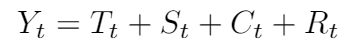 Y_t = T_t + S_t + C_t + R_t